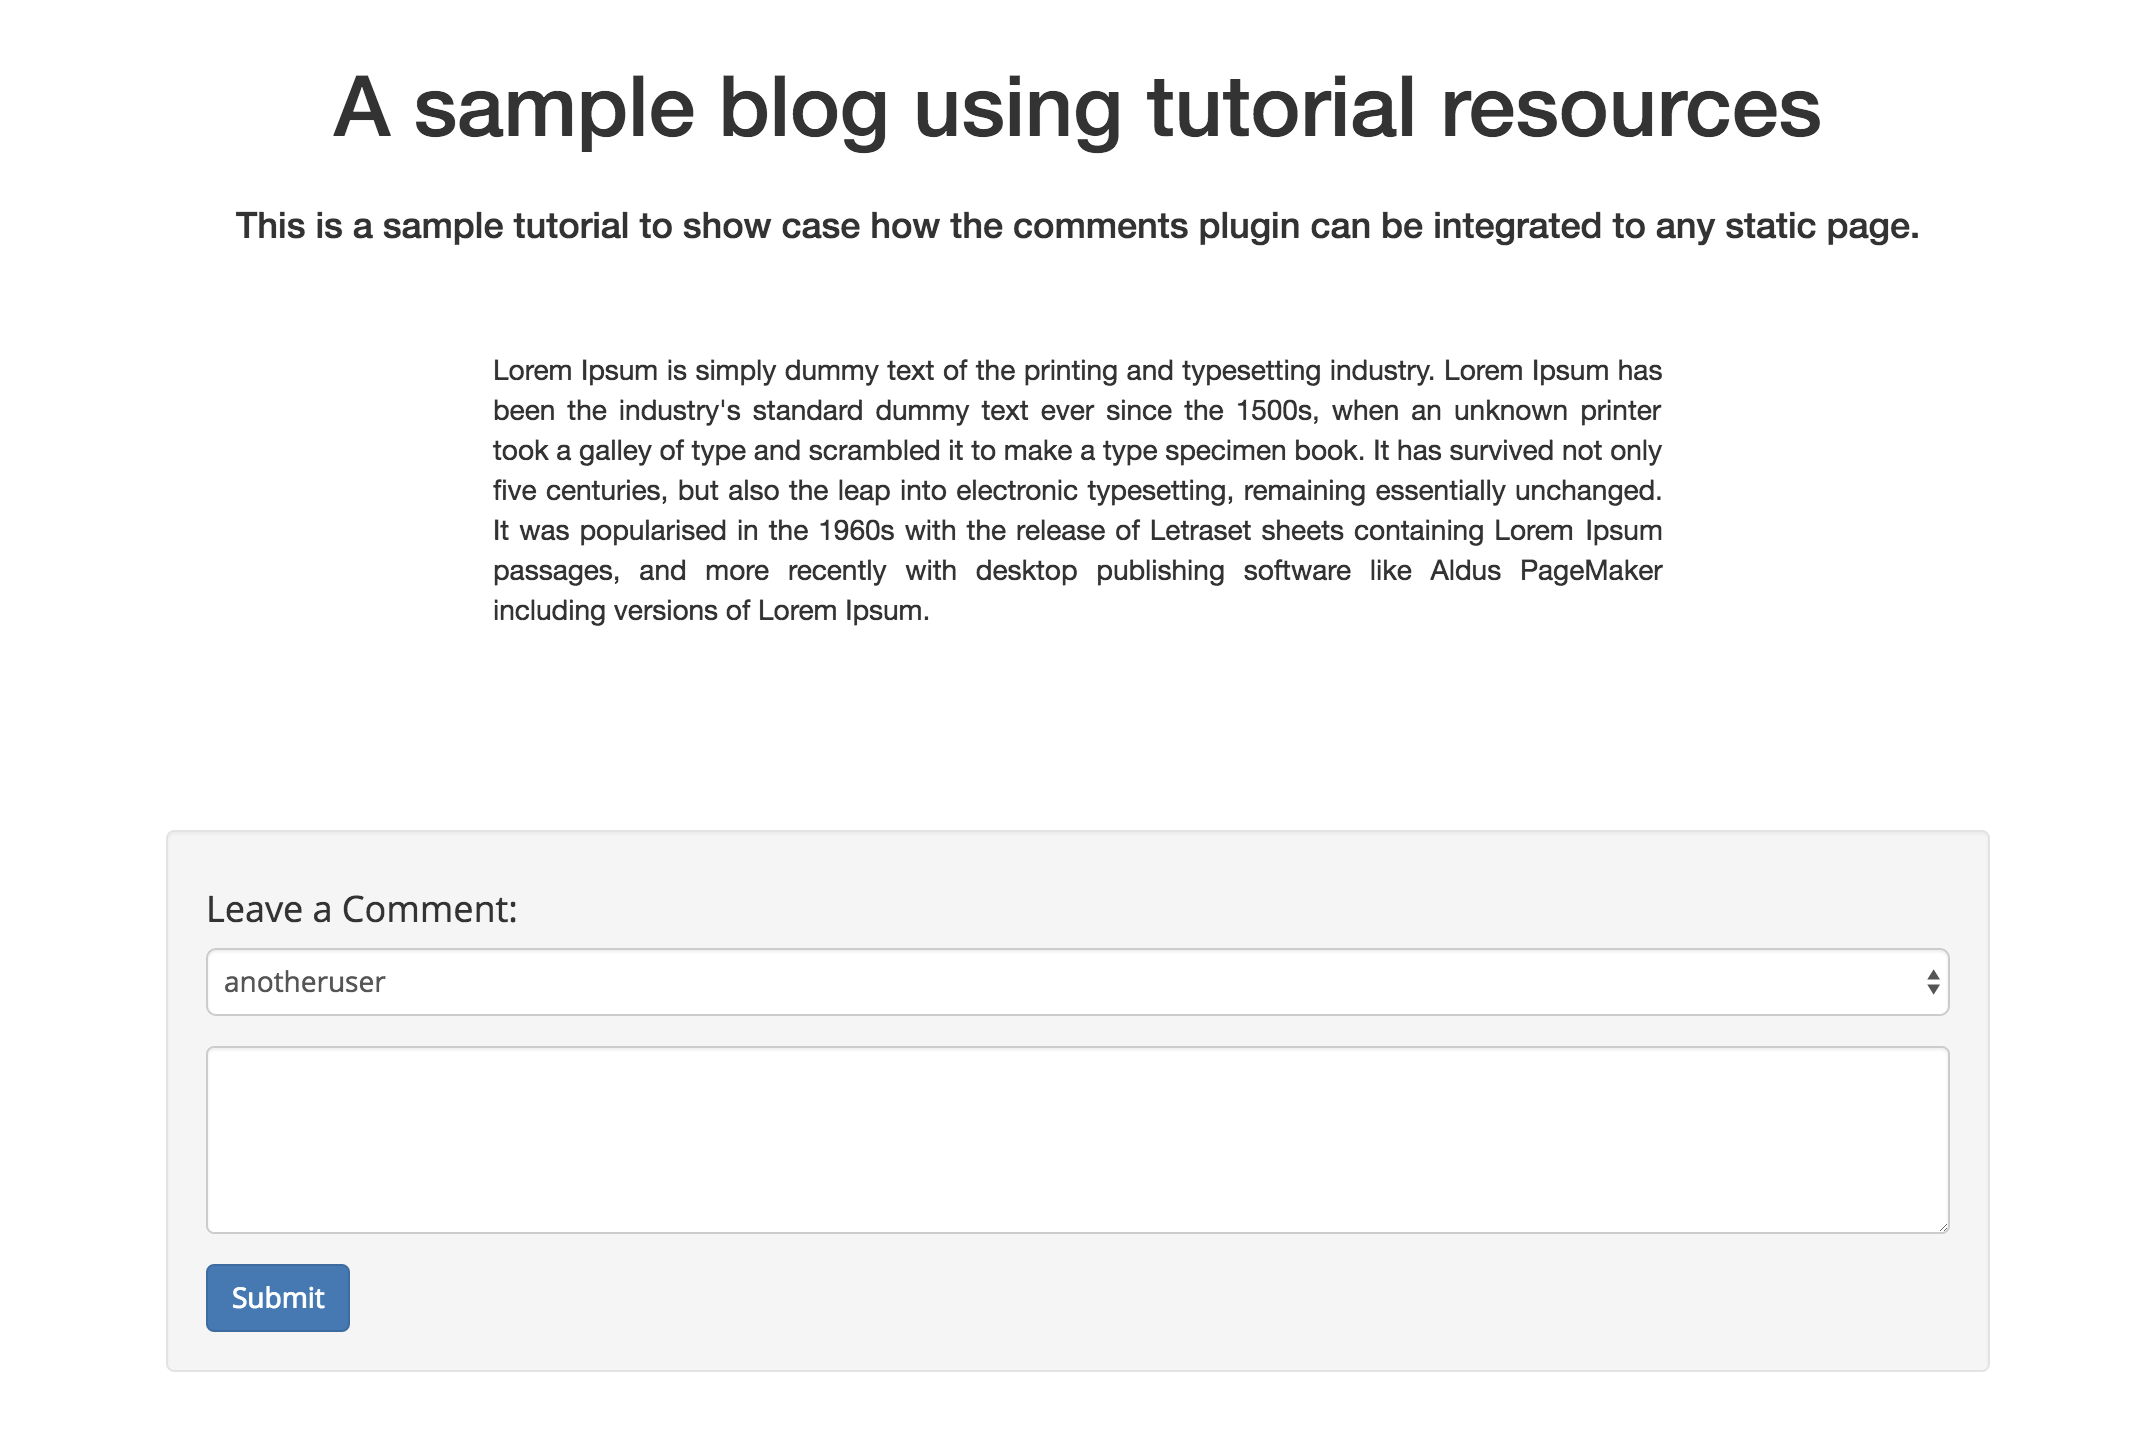 A sample blog using tutorial resources
This is a sample tutorial to show case how the comments plugin can be integrated to any static page.
Lorem Ipsum is simply dummy text of the printing and typesetting industry. Lorem Ipsum has
been the industry's standard dummy text ever since the 1500s, when an unknown printer
took a galley of type and scrambled it to make a type specimen book. It has survived not only
five centuries, but also the leap into electronic typesetting, remaining essentially unchanged.
It was popularised in the 1960s with the release of Letraset sheets containing Lorem Ipsum
passages, and more recently with desktop publishing software like Aldus PageMaker
including versions of Lorem Ipsum.
Leave a Comment:
anotheruser
Submit